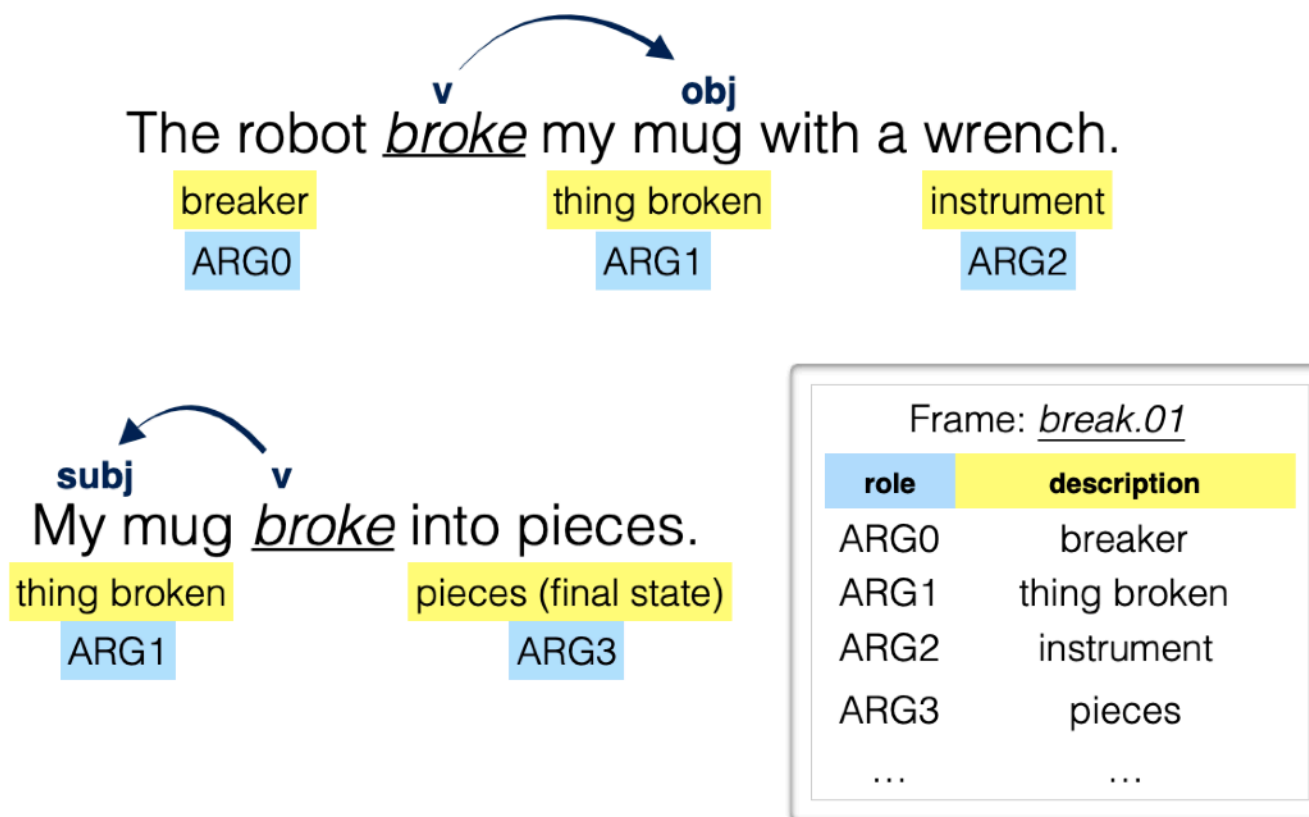 v obj
The robot broke my mug with a wrench.
breaker thing broken instrument
ARG0 ARG1 ARG2
subj v
My mug broke into pieces.
thing broken pieces (final state)
ARG1 ARG3
Frame: break.01
role description
ARG0 breaker
ARG1 thing broken
ARG2 instrument
ARG3 pieces
... ...